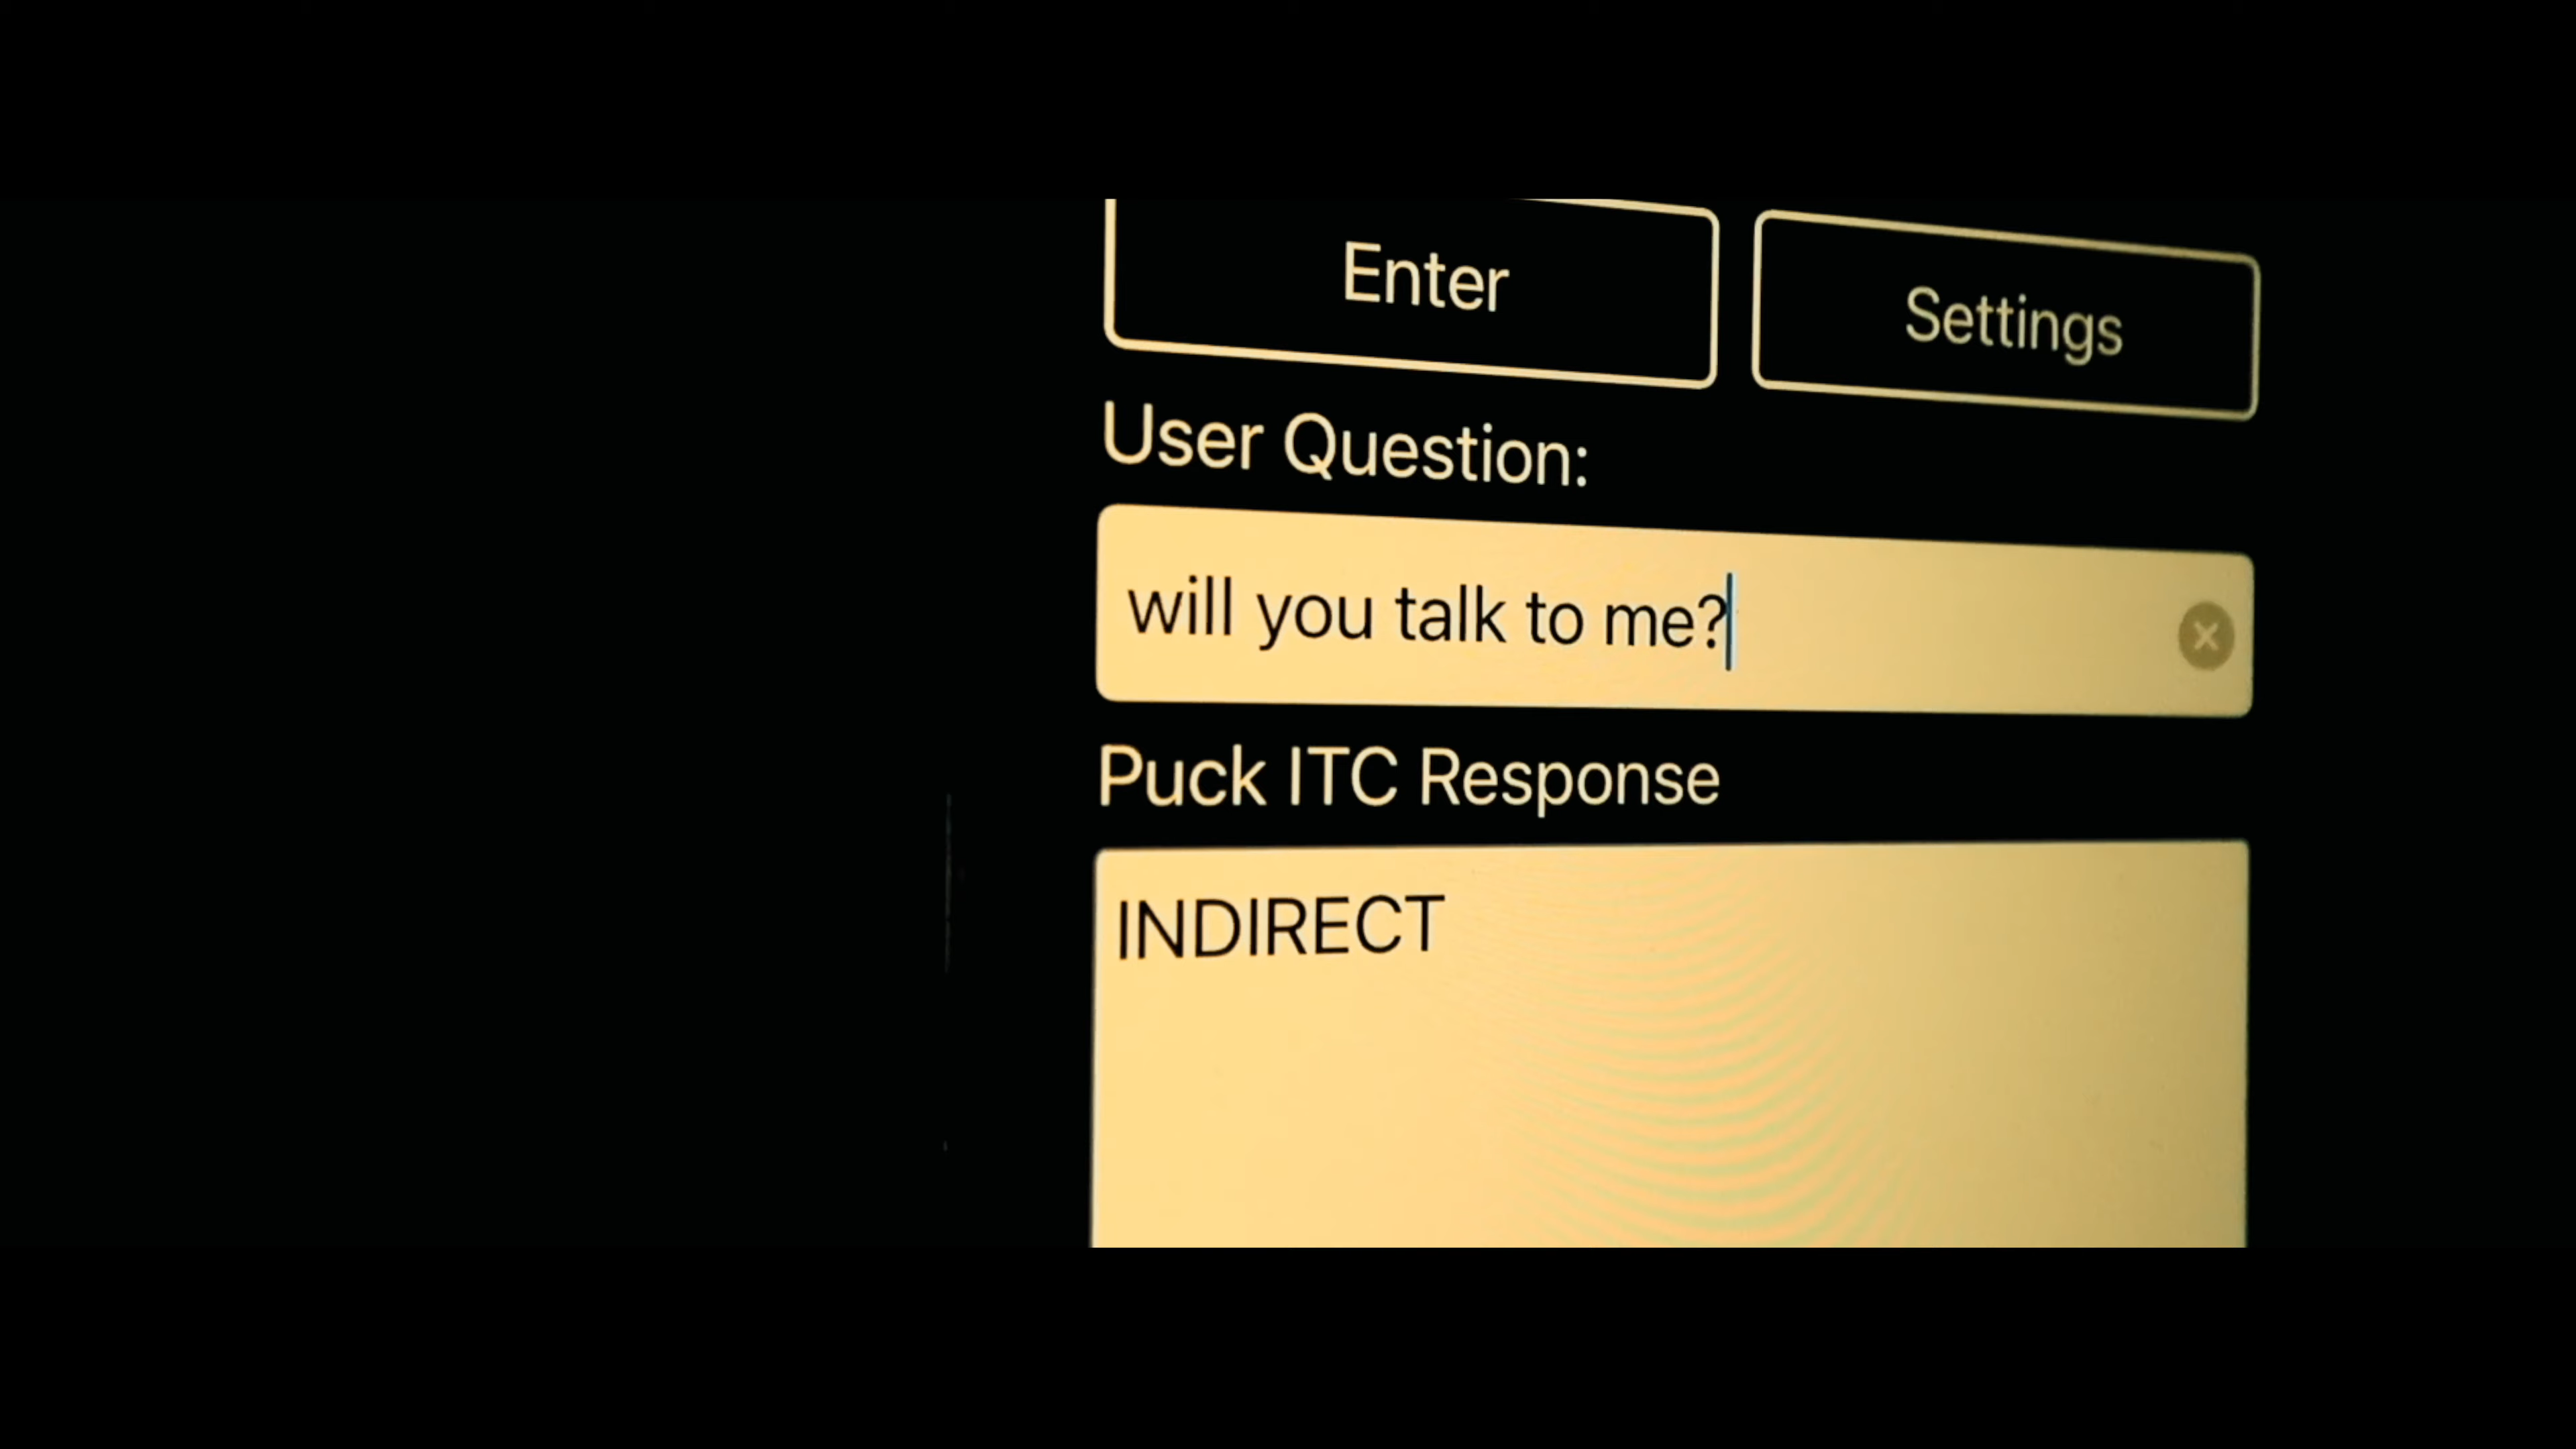 Enter
Settings
User Question:
will you talk to me?
Puck ITC Response
INDIRECT